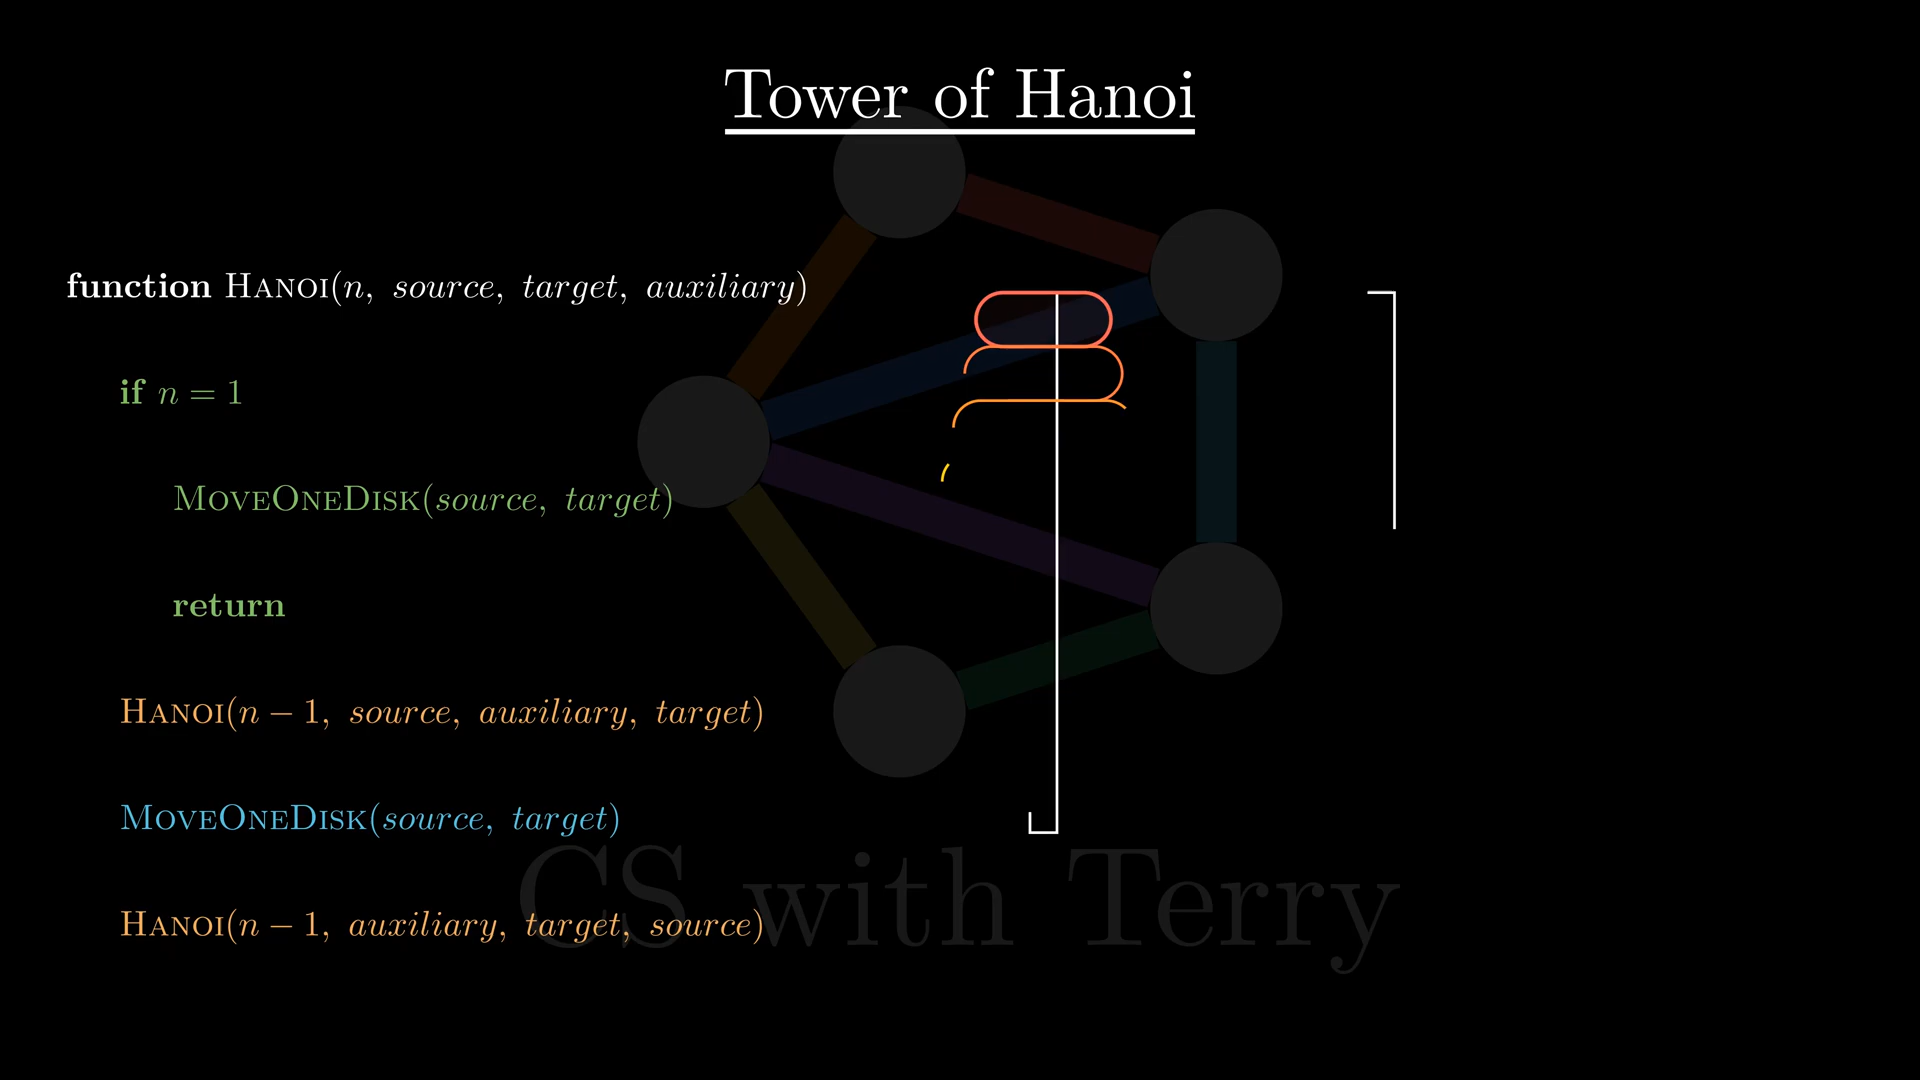 Tower of Hanoi
function Hanoi(n, source, target, auxiliary)
if n = 1
MoveOneDisk(source, target)
return
Hanoi(n − 1, source, auxiliary, target)
MoveOneDisk(source, target)
Hanoi(n − 1, auxiliary, target, source)
CS with Terry